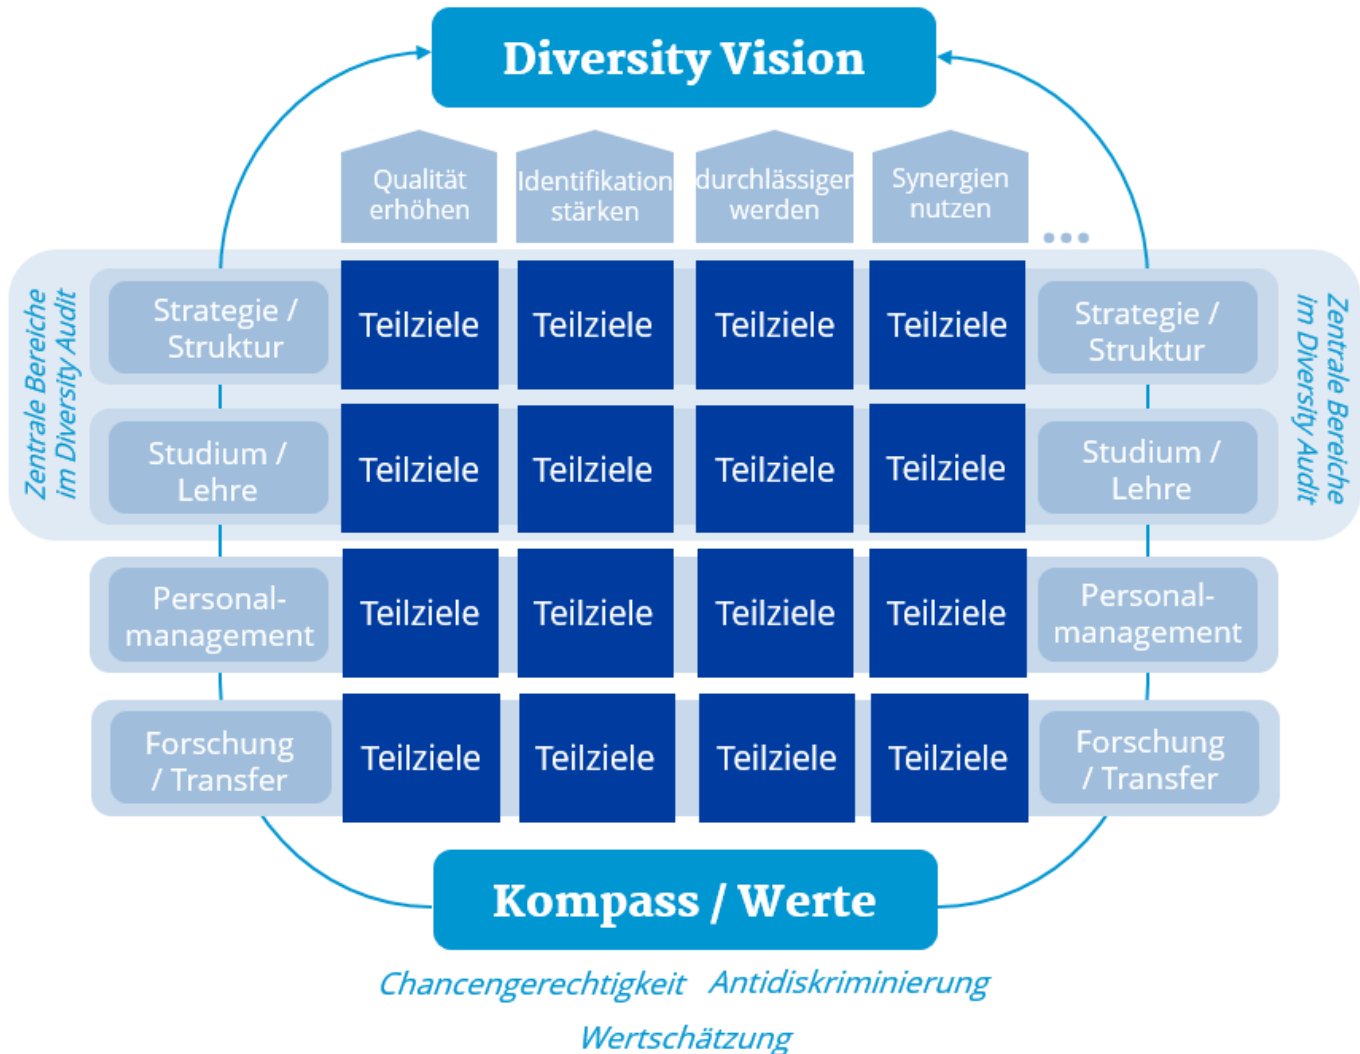 Diversity Vision
Qualität
erhöhen
Identifikation
stärken
durchlässiger
werden
Synergien
nutzen
...
Zentrale Bereiche
im Diversity Audit
Strategie /
Struktur
Teilziele
Teilziele
Teilziele
Teilziele
Strategie /
Struktur
Zentrale Bereiche
im Diversity Audit
Studium /
Lehre
Teilziele
Teilziele
Teilziele
Teilziele
Studium /
Lehre
Personal-
management
Teilziele
Teilziele
Teilziele
Teilziele
Personal-
management
Forschung
/ Transfer
Teilziele
Teilziele
Teilziele
Teilziele
Forschung
/ Transfer
Kompass / Werte
Chancengerechtigkeit Antidiskriminierung
Wertschätzung